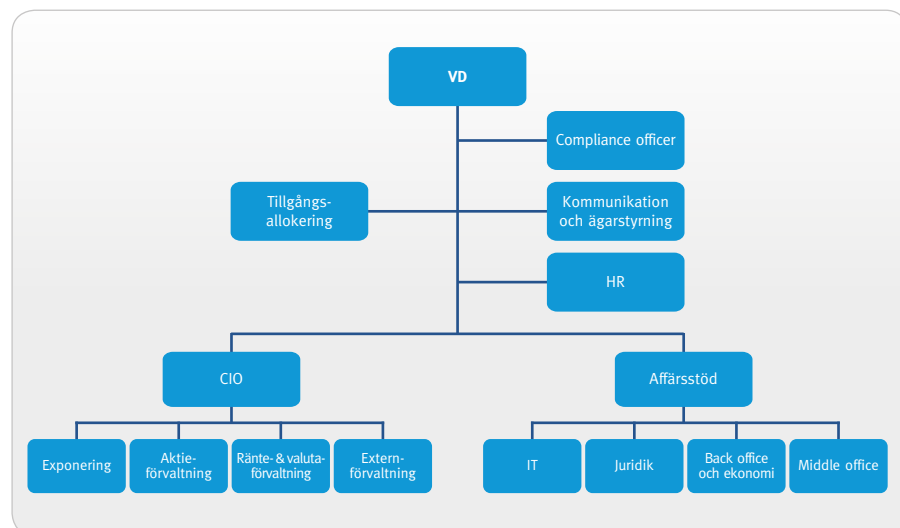 VD
Compliance officer
Tillgångs-
allokering
Kommunikation
och ägarstyrning
HR
CIO
Affärsstöd
Exponering
Aktie-
förvaltning
Ränte- & valuta-
förvaltning
Extern-
förvaltning
IT
Juridik
Back office
och ekonomi
Middle office